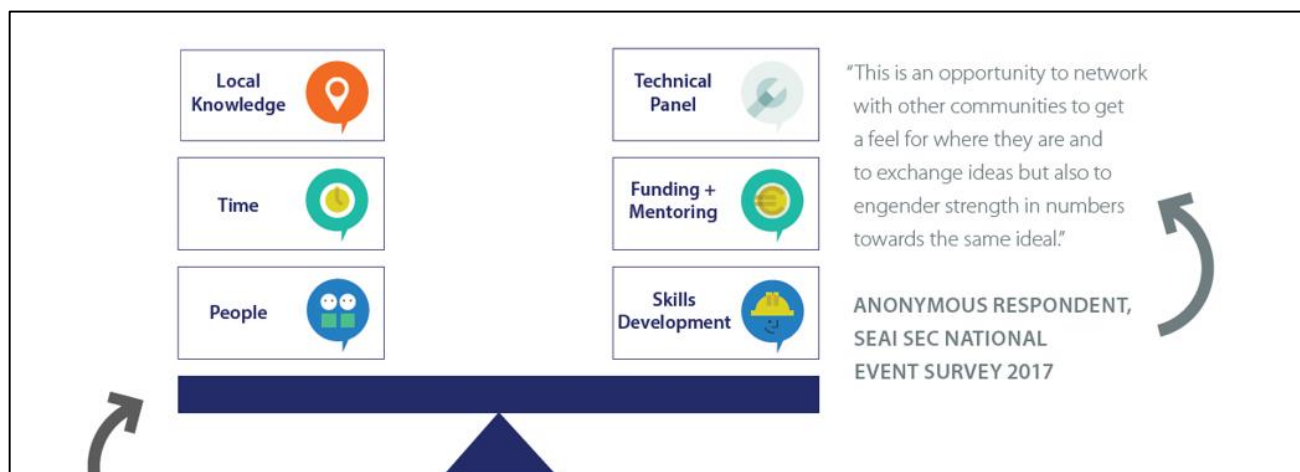 Local
Knowledge
Time
People
Technical
Panel
Funding +
Mentoring
Skills
Development
“This is an opportunity to network
with other communities to get
a feel for where they are and
to exchange ideas but also to
engender strength in numbers
towards the same ideal.”
ANONYMOUS RESPONDENT,
SEAI SEC NATIONAL
EVENT SURVEY 2017